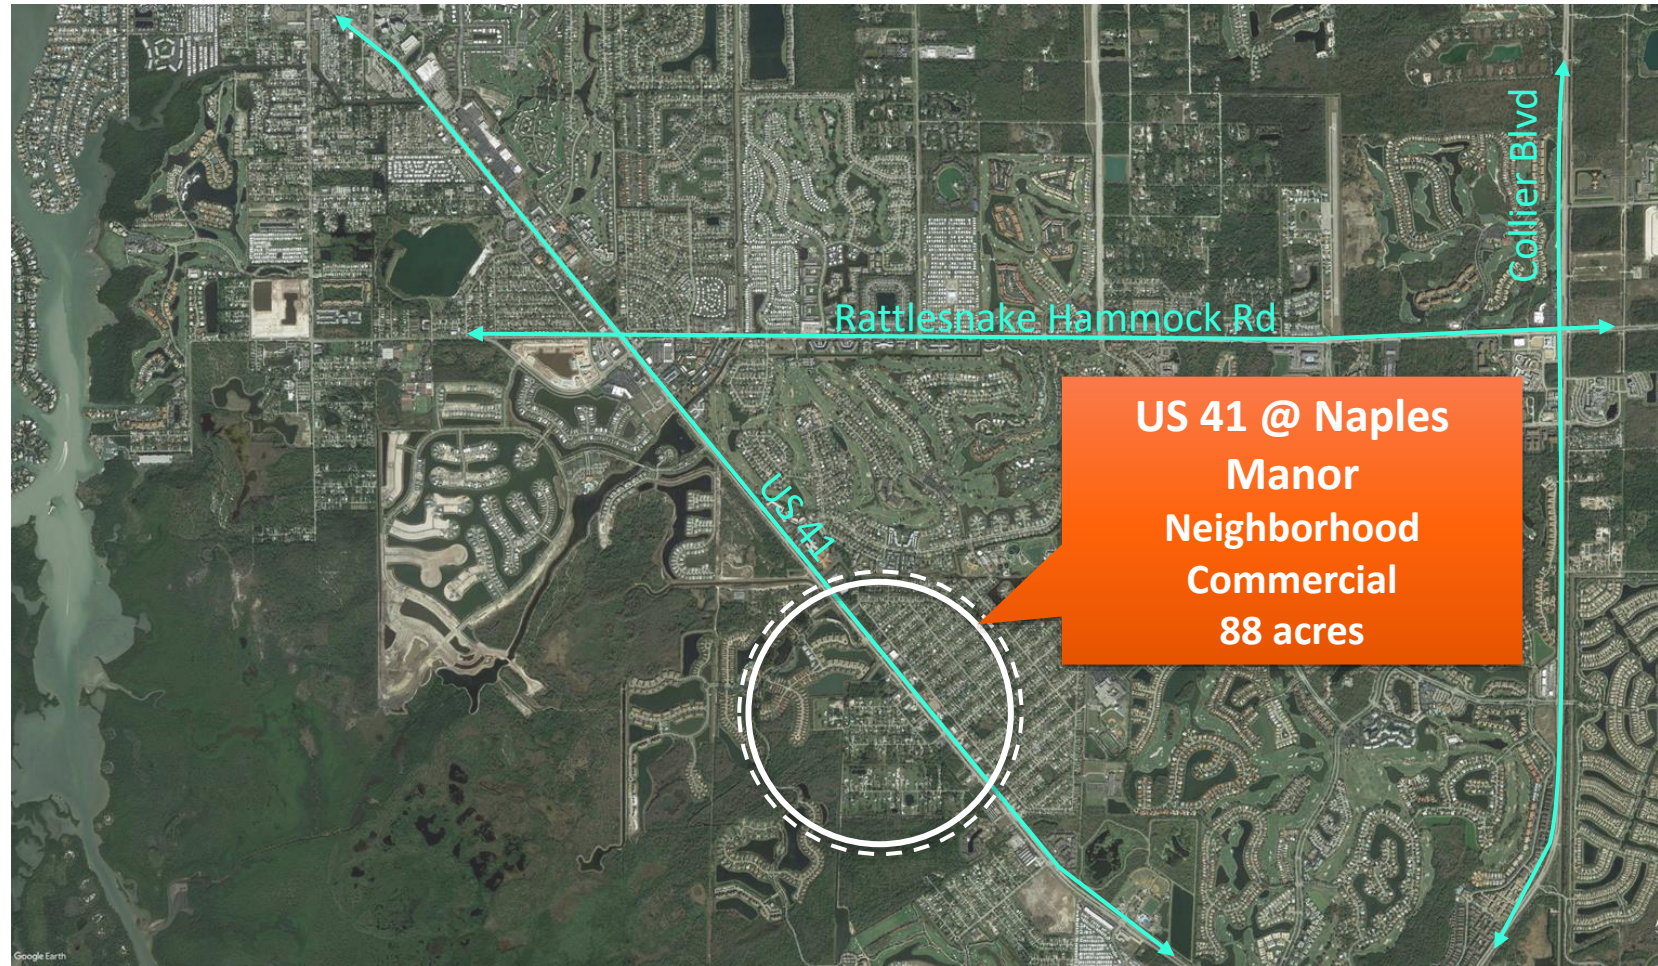 Collier Blvd
Rattlesnake Hammock Rd
US 41 @ Naples
Manor
Neighborhood
Commercial
88 acres
US 41
Google Earth